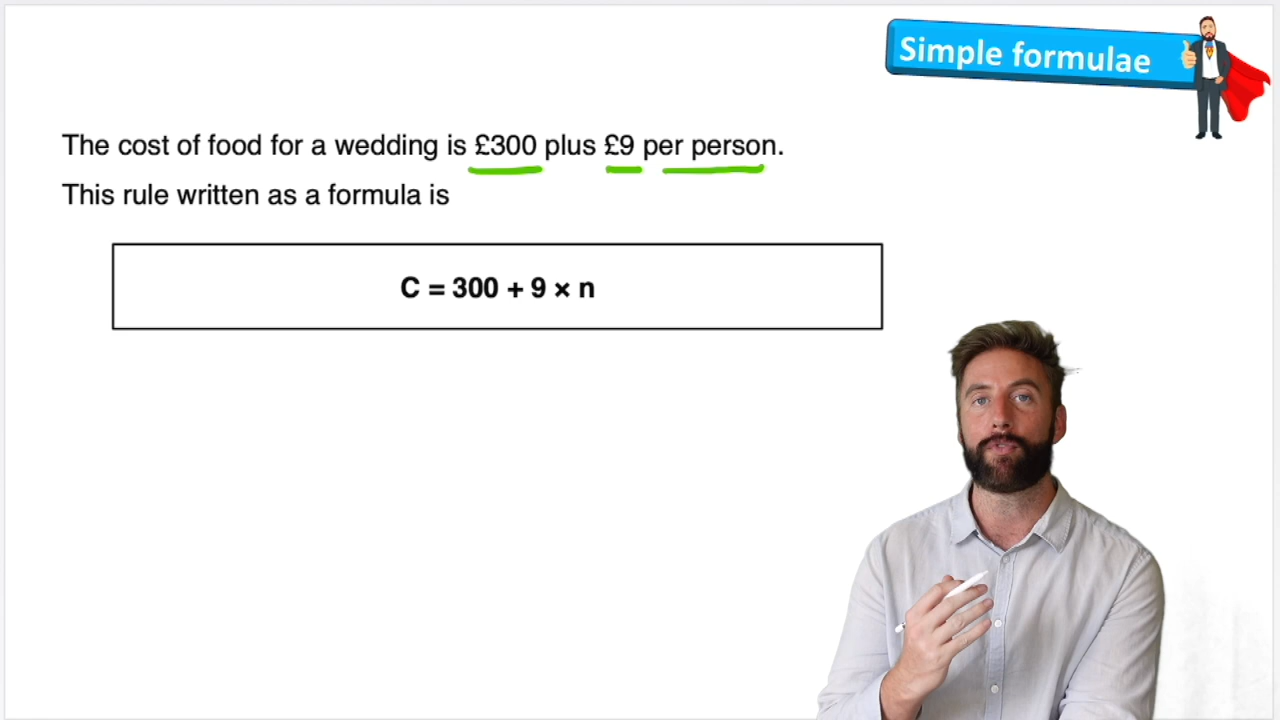 Simple formulae
The cost of food for a wedding is £300 plus £9 per person.
This rule written as a formula is
C = 300 + 9 × n